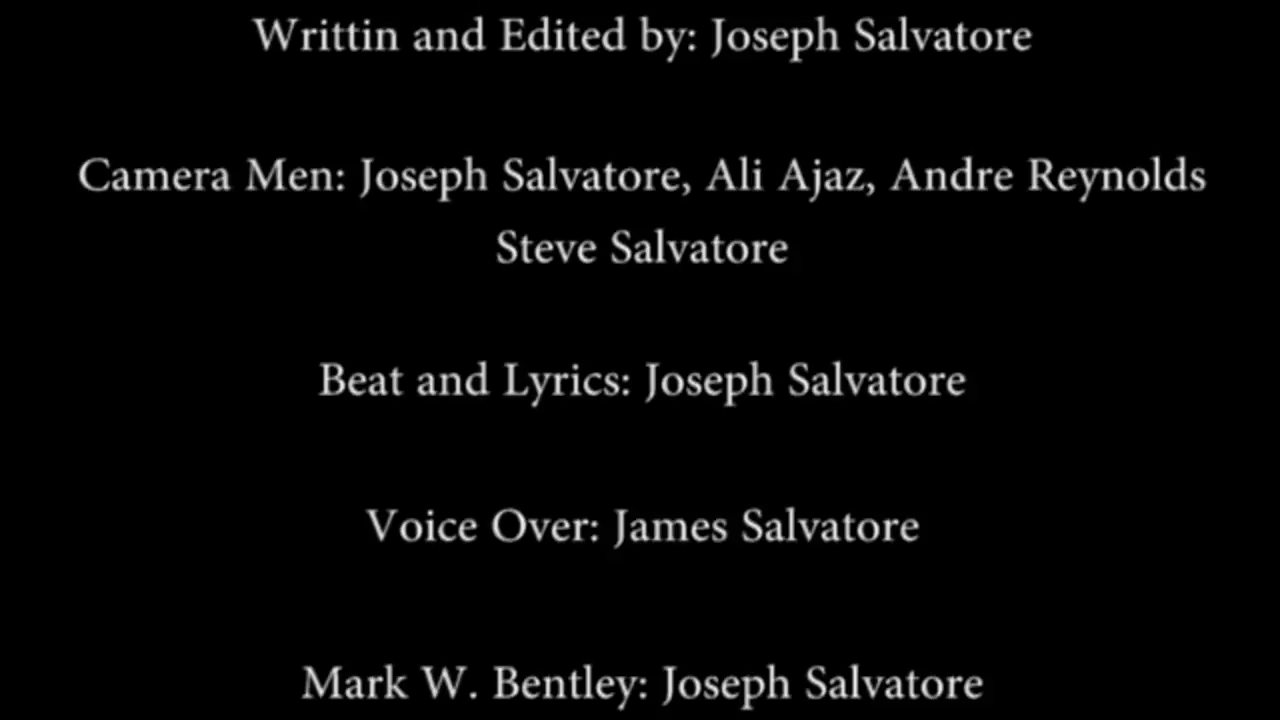 Writtin and Edited by: Joseph Salvatore
Camera Men: Joseph Salvatore, Ali Ajaz, Andre Reynolds
Steve Salvatore
Beat and Lyrics: Joseph Salvatore
Voice Over: James Salvatore
Mark W. Bentley: Joseph Salvatore